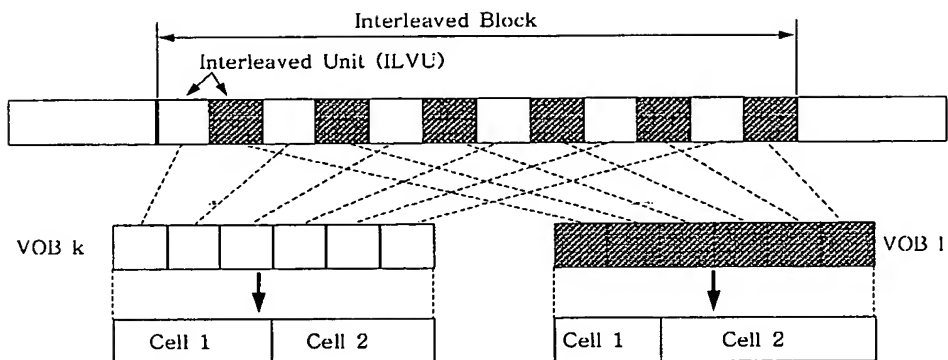 Interleaved Block
Interleaved Unit (ILVU)
VOB k
VOB l
Cell 1
Cell 2
Cell 1
Cell 2